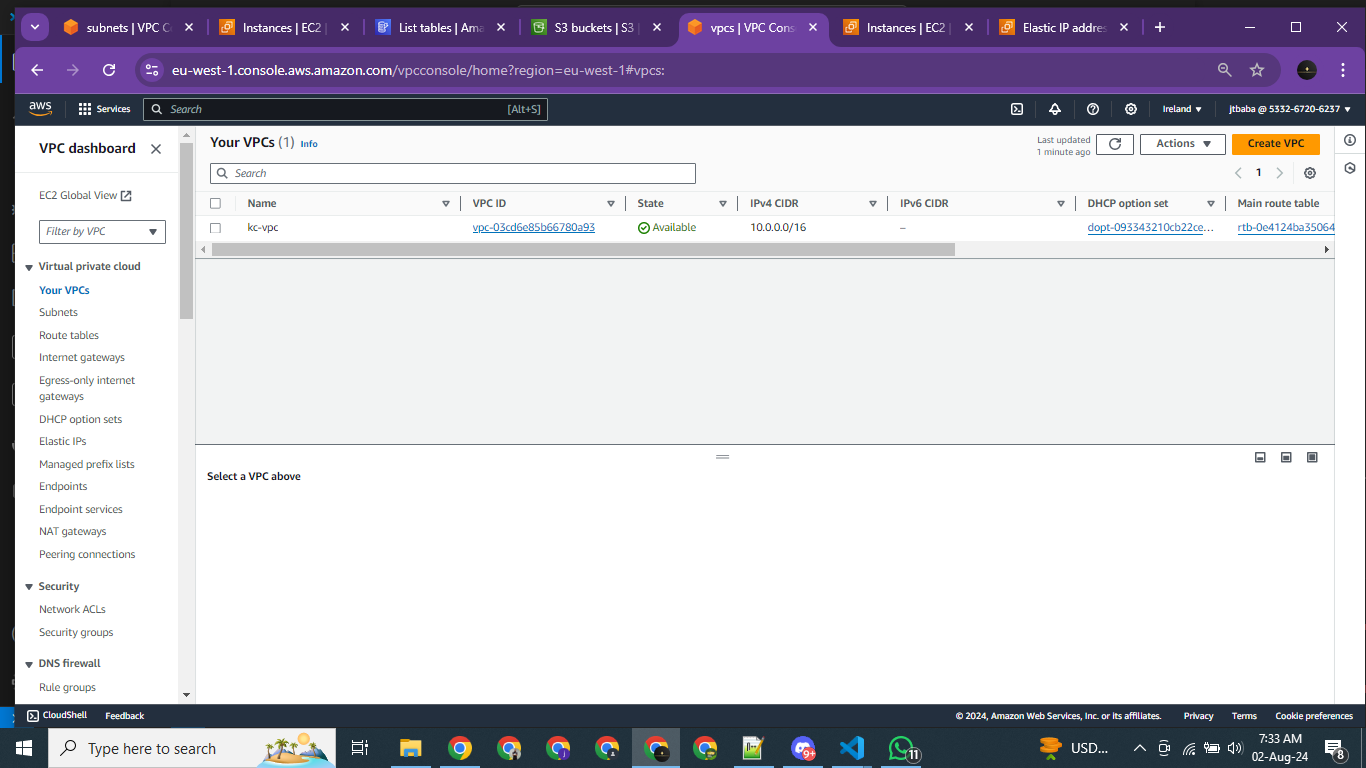 subnets | VPC Co
Instances | EC2 |
List tables | Ama
S3 buckets | S3 |
vpcs | VPC Cons
Instances | EC2 |
Elastic IP addres
eu-west-1.console.aws.amazon.com/vpcconsole/home?region=eu-west-1#vpcs:
aws
Services
Search
[Alt+S]
Ireland
jtbaba @ 5332-6720-6237
VPC dashboard
EC2 Global View
Filter by VPC
Virtual private cloud
Your VPCs
Subnets
Route tables
Internet gateways
Egress-only internet
gateways
DHCP option sets
Elastic IPs
Managed prefix lists
Endpoints
Endpoint services
NAT gateways
Peering connections
Security
Network ACLs
Security groups
DNS firewall
Rule groups
Your VPCs (1) Info
Last updated
1 minute ago
Actions
Create VPC
Search
1
Name VPC ID State IPv4 CIDR IPv6 CIDR DHCP option set Main route table
kc-vpc vpc-03cd6e85b66780a93 Available 10.0.0.0/16 – dopt-093343210cb22ce... rtb-0e4124ba35064
Select a VPC above
CloudShell Feedback
© 2024, Amazon Web Services, Inc. or its affiliates. Privacy Terms Cookie preferences
Type here to search
9+
11
USD...
7:33 AM
02-Aug-24
8